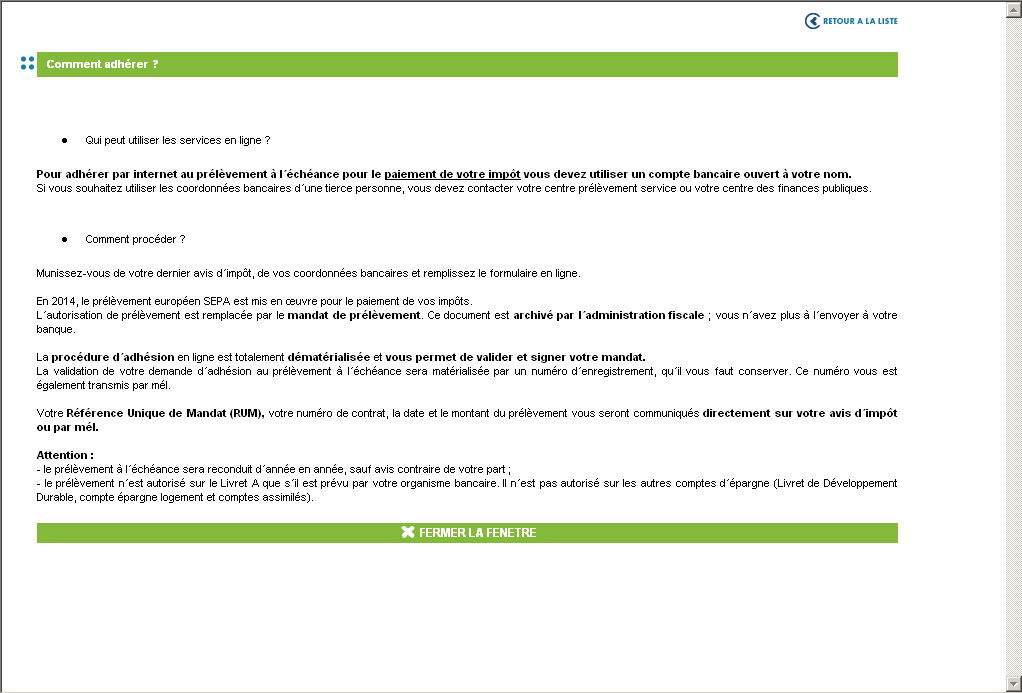 RETOUR A LA LISTE
Comment adhérer ?
● Qui peut utiliser les services en ligne ?
Pour adhérer par internet au prélèvement à l´échéance pour le paiement de votre impôt vous devez utiliser un compte bancaire ouvert à votre nom.
Si vous souhaitez utiliser les coordonnées bancaires d´une tierce personne, vous devez contacter votre centre prélèvement service ou votre centre des finances publiques.
● Comment procéder ?
Munissez-vous de votre dernier avis d´impôt, de vos coordonnées bancaires et remplissez le formulaire en ligne.
En 2014, le prélèvement européen SEPA est mis en œuvre pour le paiement de vos impôts.
L´autorisation de prélèvement est remplacée par le mandat de prélèvement. Ce document est archivé par l´administration fiscale ; vous n´avez plus à l´envoyer à votre
banque.
La procédure d´adhésion en ligne est totalement dématérialisée et vous permet de valider et signer votre mandat.
La validation de votre demande d´adhésion au prélèvement à l´échéance sera matérialisée par un numéro d´enregistrement, qu´il vous faut conserver. Ce numéro vous est
également transmis par mél.
Votre Référence Unique de Mandat (RUM), votre numéro de contrat, la date et le montant du prélèvement vous seront communiqués directement sur votre avis d´impôt
ou par mél.
Attention :
- le prélèvement à l´échéance sera reconduit d´année en année, sauf avis contraire de votre part ;
- le prélèvement n´est autorisé sur le Livret A que s´il est prévu par votre organisme bancaire. Il n´est pas autorisé sur les autres comptes d´épargne (Livret de Développement
Durable, compte épargne logement et comptes assimilés).
FERMER LA FENETRE